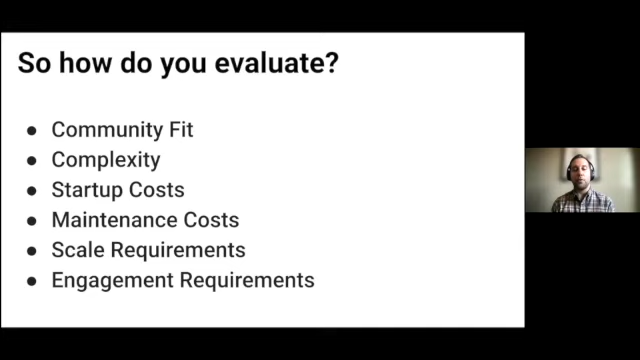 So how do you evaluate?
● Community Fit
● Complexity
● Startup Costs
● Maintenance Costs
● Scale Requirements
● Engagement Requirements